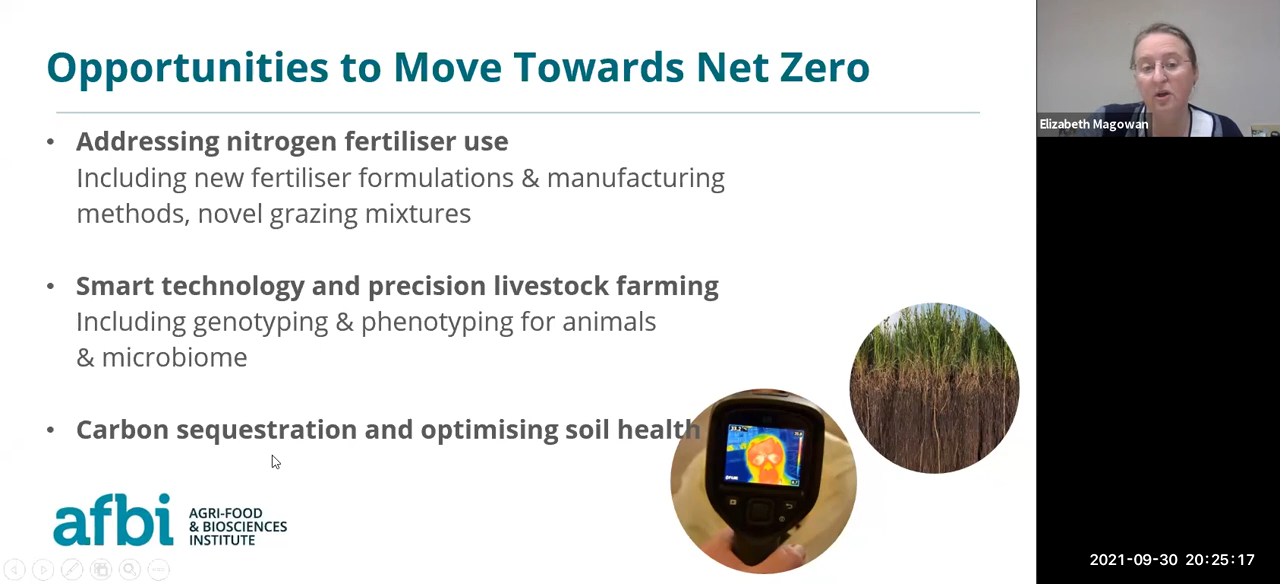 Opportunities to Move Towards Net Zero
• Addressing nitrogen fertiliser use
Including new fertiliser formulations & manufacturing
methods, novel grazing mixtures
• Smart technology and precision livestock farming
Including genotyping & phenotyping for animals
& microbiome
• Carbon sequestration and optimising soil health
afbi
AGRI-FOOD
& BIOSCIENCES
INSTITUTE
Elizabeth Magowan
2021-09-30 20:25:17